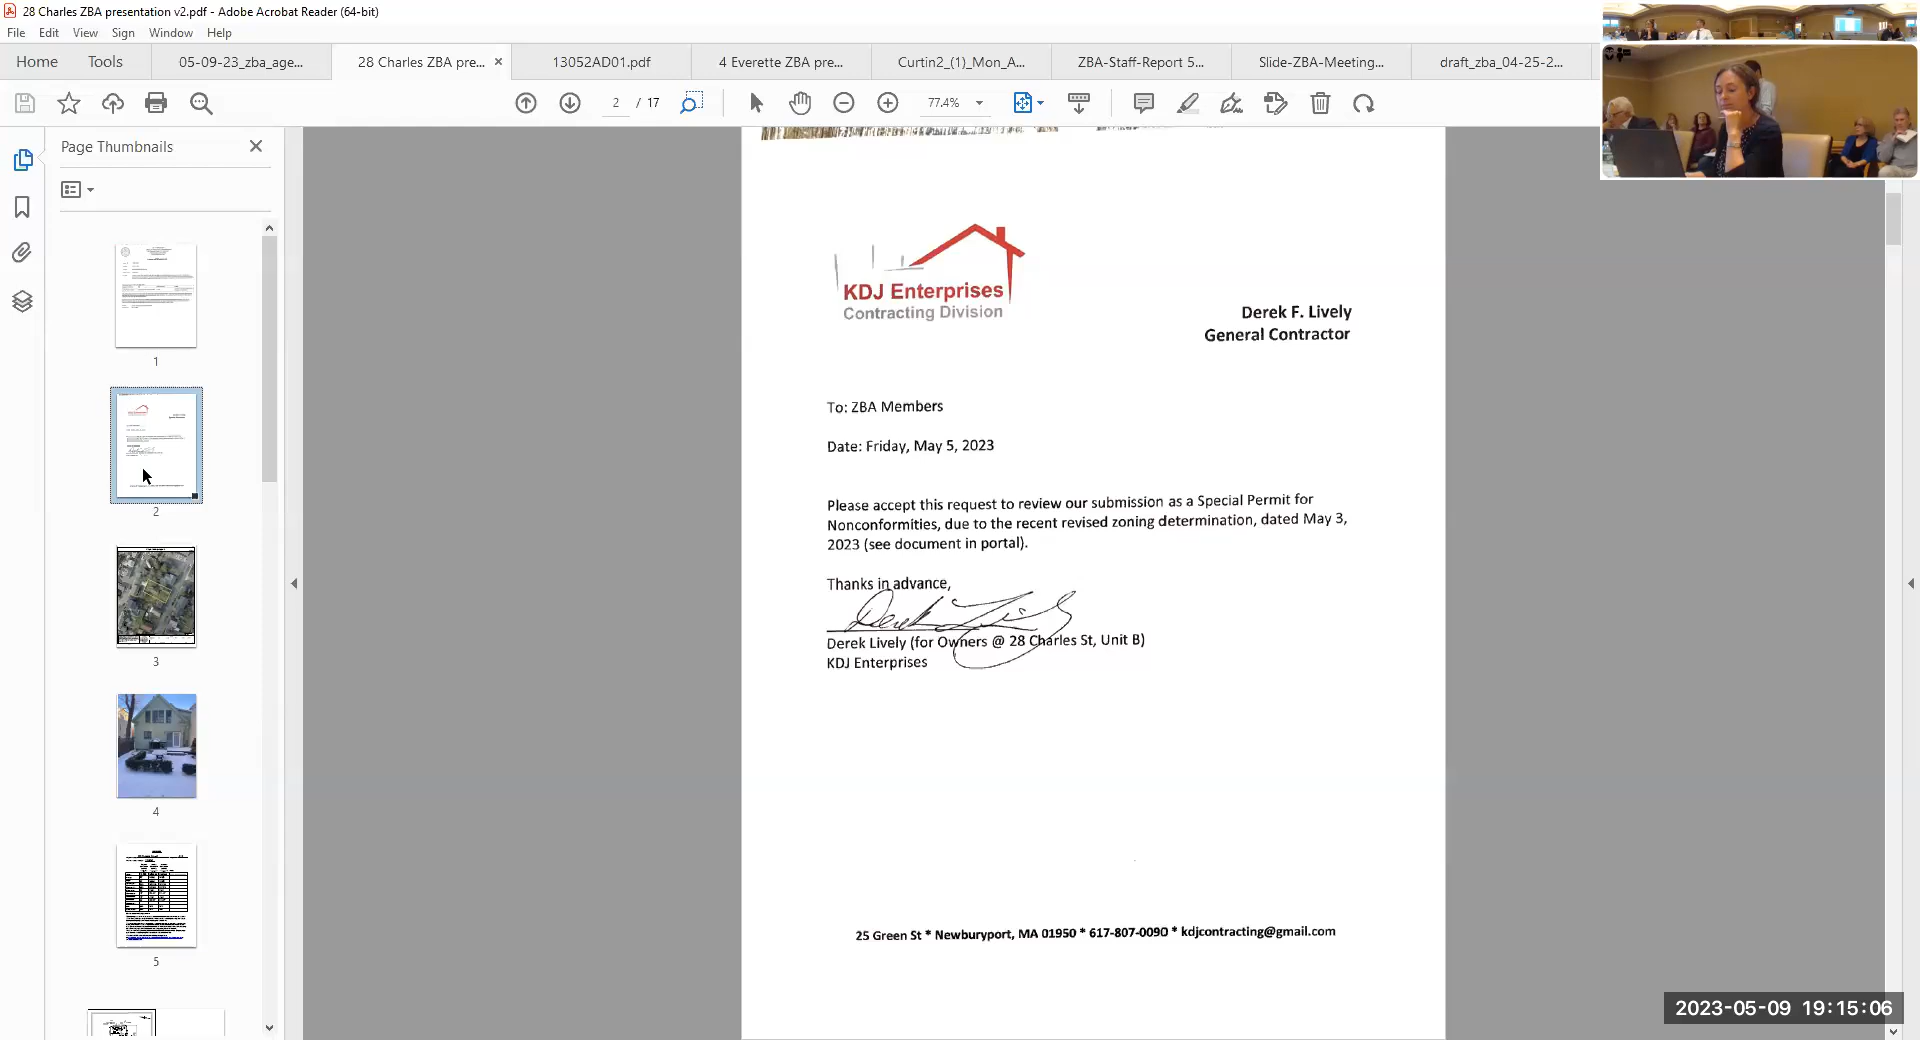 28 Charles ZBA presentation v2.pdf - Adobe Acrobat Reader (64-bit)
File Edit View Sign Window Help
Home Tools 05-09-23_zba_age... 28 Charles ZBA pre... 13052AD01.pdf 4 Everette ZBA pre... Curtin2_(1)_Mon_A... ZBA-Staff-Report 5... Slide-ZBA-Meeting... draft_zba_04-25-2...
2 / 17 77.4%
Page Thumbnails
1
2
3
4
5
KDJ Enterprises
Contracting Division
Derek F. Lively
General Contractor
To: ZBA Members
Date: Friday, May 5, 2023
Please accept this request to review our submission as a Special Permit for
Nonconformities, due to the recent revised zoning determination, dated May 3,
2023 (see document in portal).
Thanks in advance,
Derek Lively
Derek Lively (for Owners @ 28 Charles St, Unit B)
KDJ Enterprises
25 Green St * Newburyport, MA 01950 * 617-807-0090 * kdjcontracting@gmail.com
2023-05-09 19:15:06